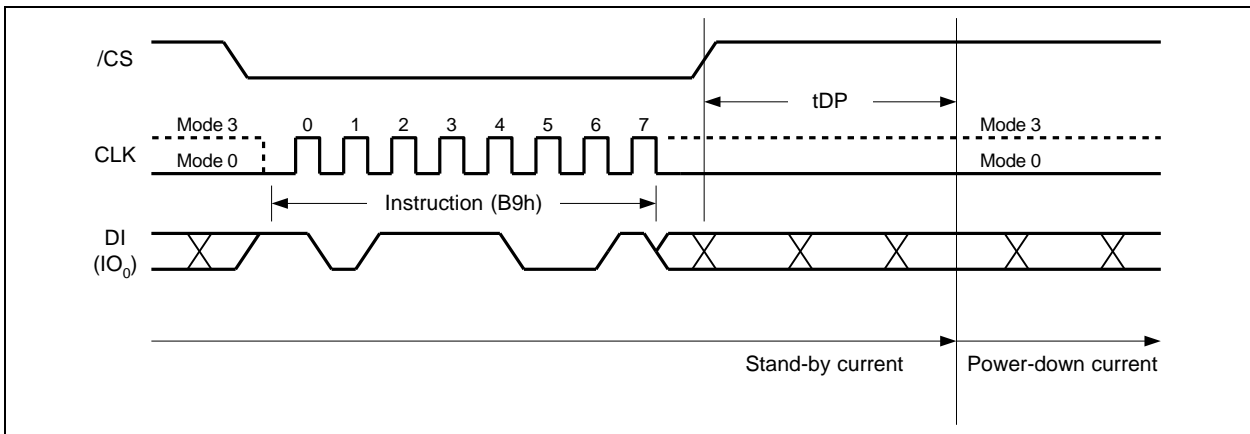 /CS
tDP
Mode 3
0 1 2 3 4 5 6 7
Mode 3
CLK
Mode 0
Mode 0
Instruction (B9h)
DI
(IO0)
Stand-by current
Power-down current